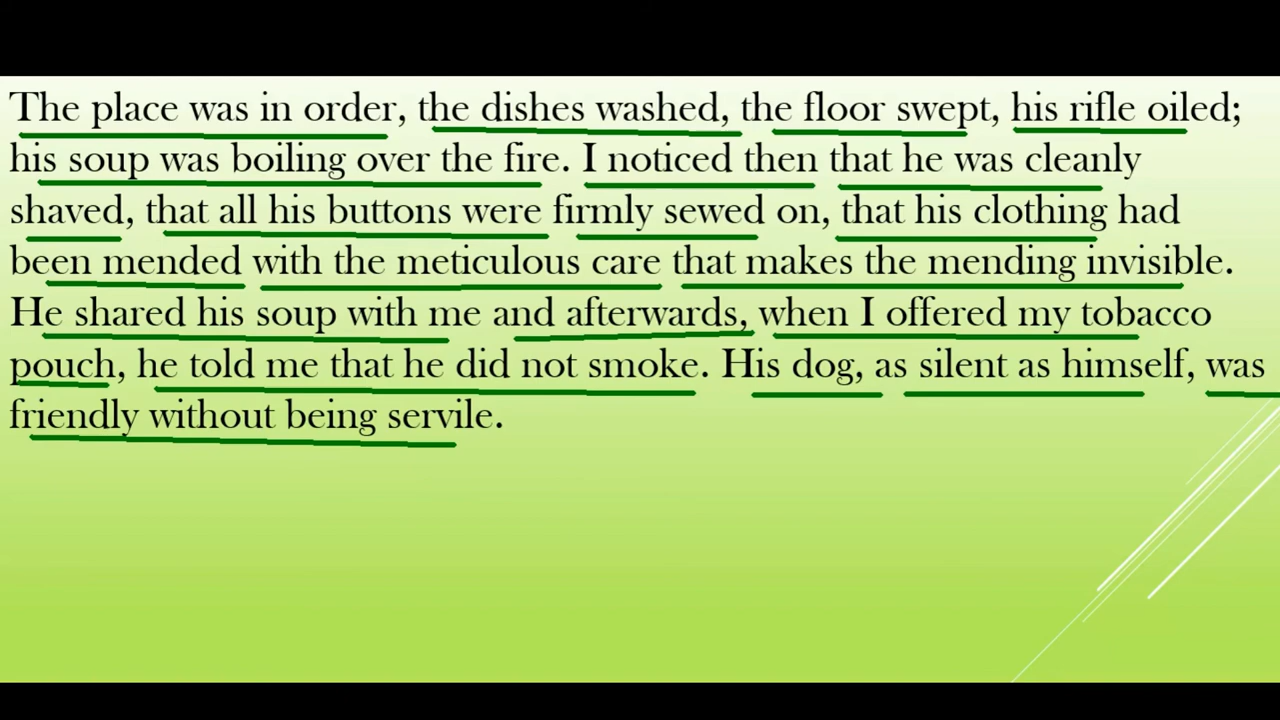 The place was in order, the dishes washed, the floor swept, his rifle oiled;
his soup was boiling over the fire. I noticed then that he was cleanly
shaved, that all his buttons were firmly sewed on, that his clothing had
been mended with the meticulous care that makes the mending invisible.
He shared his soup with me and afterwards, when I offered my tobacco
pouch, he told me that he did not smoke. His dog, as silent as himself, was
friendly without being servile.